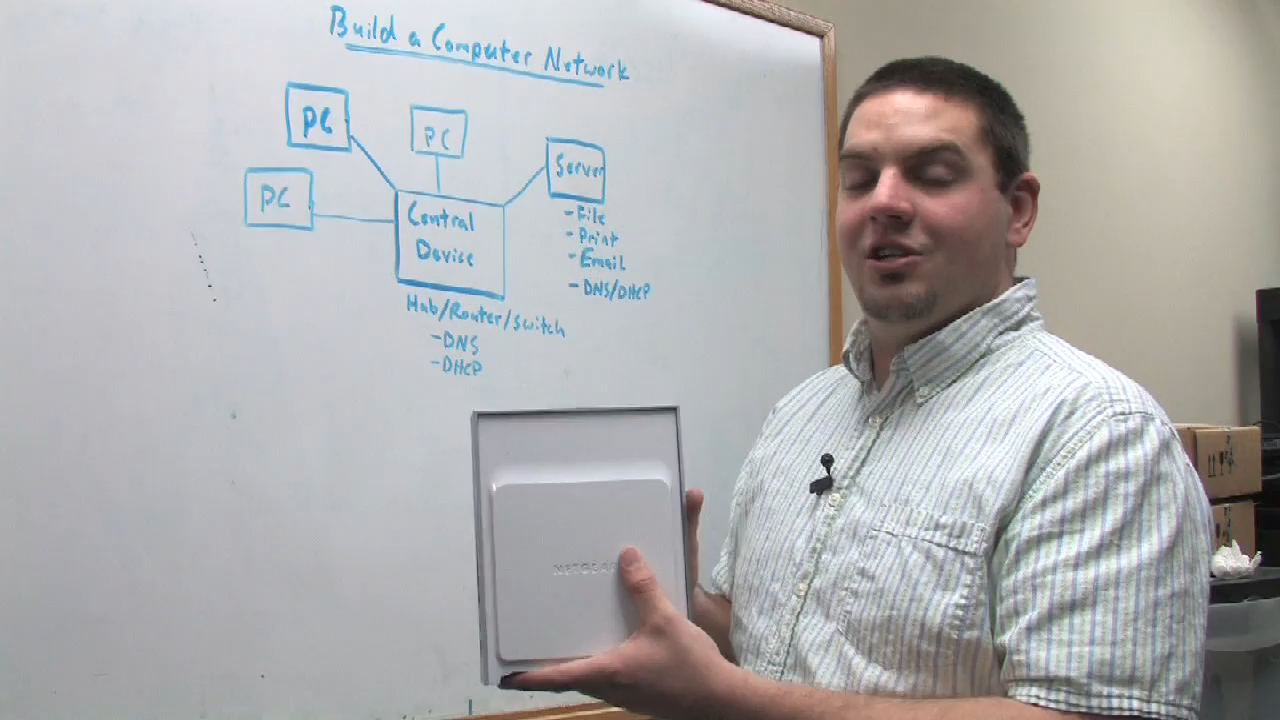 Build a Computer Network
PC
PC
PC
Server
Central
Device
- File
- Print
- Email
- DNS/DHCP
Hub/Router/Switch
- DNS
- DHCP
NETGEAR